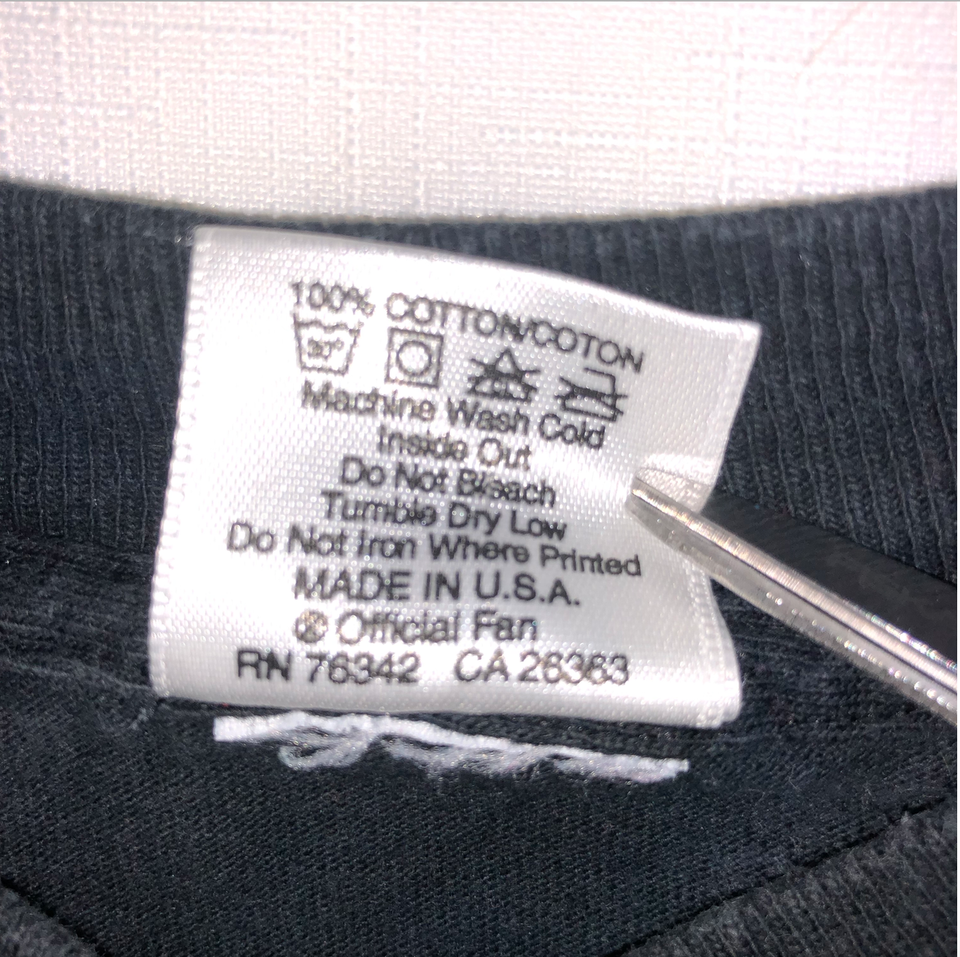 100% COTTON/COTON
30°
Machine Wash Cold
Inside Out
Do Not Bleach
Tumble Dry Low
Do Not Iron Where Printed
MADE IN U.S.A.
Official Fan
RN 76342 CA 26363